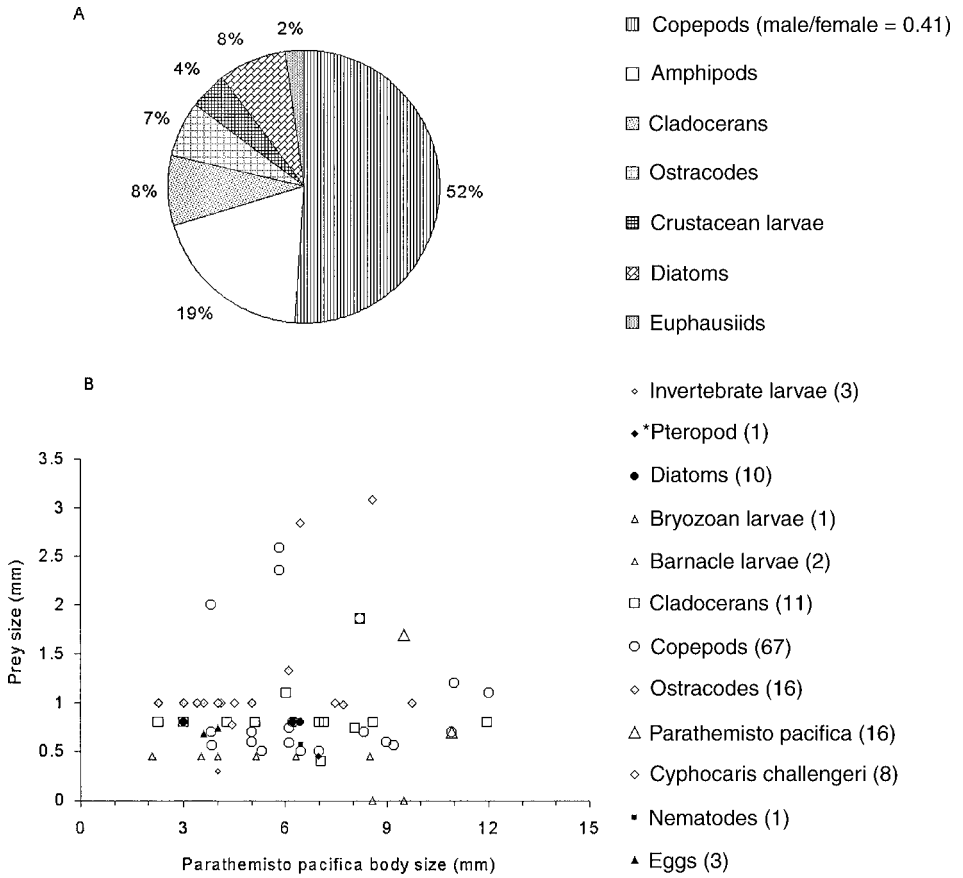 A
2%
8%
4%
7%
8%
19%
52%
Copepods (male/female = 0.41)
Amphipods
Cladocerans
Ostracodes
Crustacean larvae
Diatoms
Euphausiids
B
Prey size (mm)
3.5
3
2.5
2
1.5
1
0.5
0
0
3
6
9
12
15
Parathemisto pacifica body size (mm)
Invertebrate larvae (3)
*Pteropod (1)
Diatoms (10)
Bryozoan larvae (1)
Barnacle larvae (2)
Cladocerans (11)
Copepods (67)
Ostracodes (16)
Parathemisto pacifica (16)
Cyphocaris challengeri (8)
Nematodes (1)
Eggs (3)